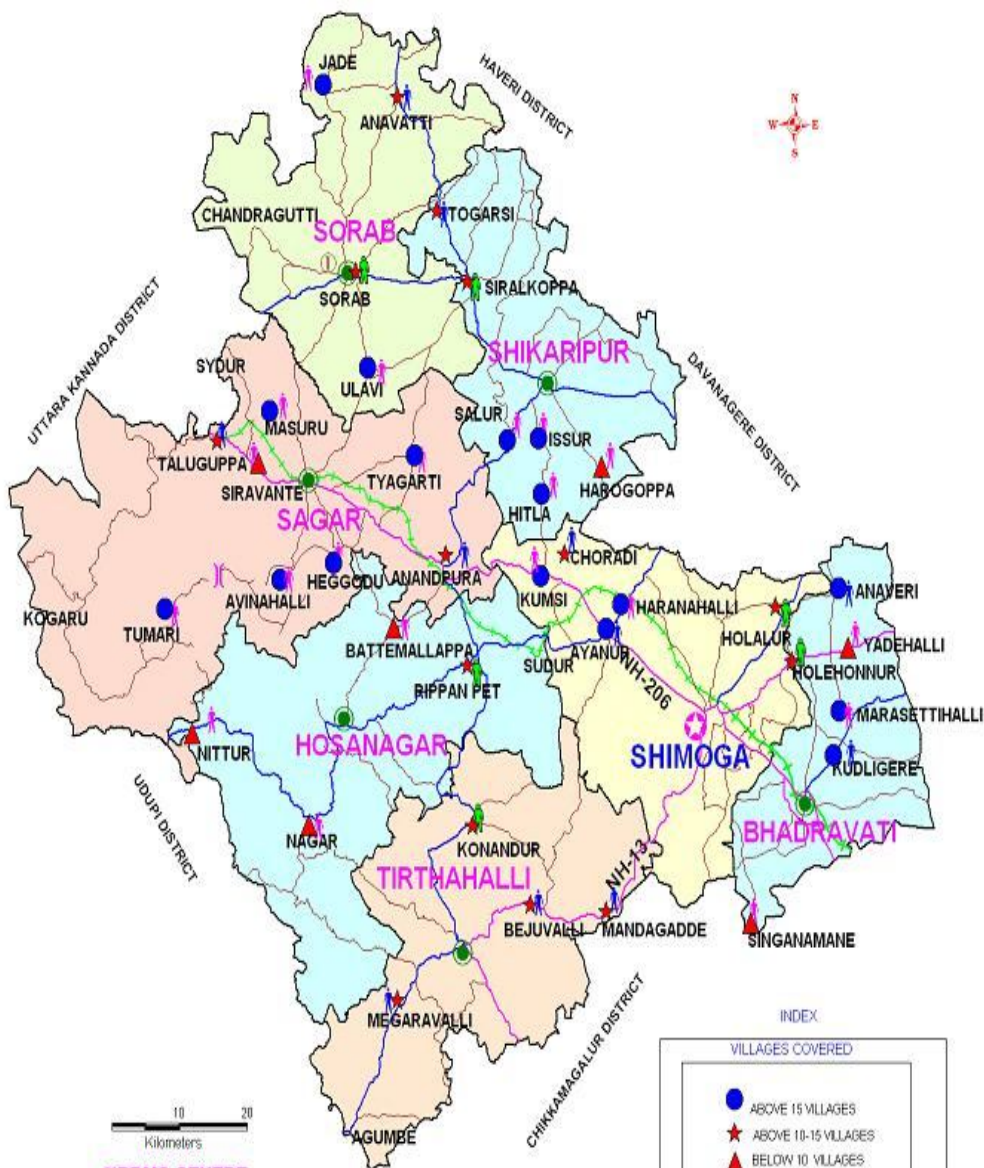 JADE
HAVERI DISTRICT
ANAVATTI
N
W E
S
CHANDRAGUTTI
TOGARSI
SORAB
1
SORAB
SIRALKOPPA
UTTARA KANNADA DISTRICT
SHIKARIPUR
DAVANAGERE DISTRICT
SYDUR
ULAVI
MASURU
SALUR
ISSUR
TALUGUPPA
SIRAVANTE
TYAGARTI
HAROGOPPA
SAGAR
HITLA
CHORADI
HEGGODU
ANANDPURA
KUMSI
ANAVERI
KOGARU
TUMARI
AVINAHALLI
HARANAHALLI
HOLALUR
YADEHALLI
BATTEMALLAPPA
SUDUR
AYANUR
HOLEHONNUR
RIPPAN PET
NH-206
MARASETTIHALLI
HOSANAGAR
SHIMOGA
KUDLIGERE
NITTUR
UDUPI DISTRICT
NAGAR
KONANDUR
BHADRAVATI
TIRTHAHALLI
NH-13
BEJUVALLI
MANDAGADDE
SINGANAMANE
MEGARAVALLI
CHIKKAMAGALUR DISTRICT
AGUMBE
10 20
Kilometers
INDEX
VILLAGES COVERED
ABOVE 15 VILLAGES
ABOVE 10-15 VILLAGES
BELOW 10 VILLAGES